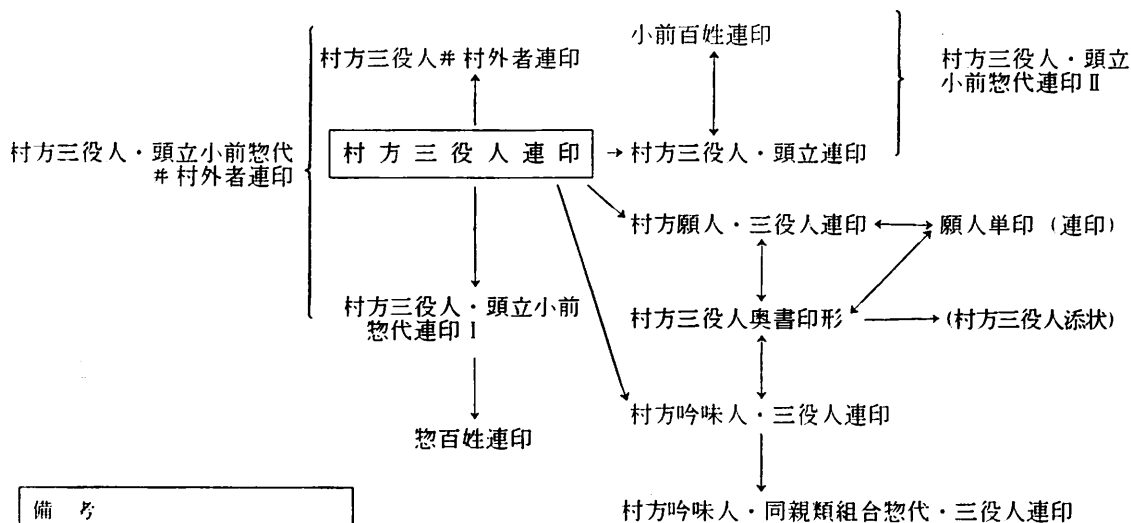 小前百姓連印
村方三役人#村外者連印
村方三役人・頭立
小前惣代連印Ⅱ
村方三役人・頭立小前惣代
#村外者連印
村方三役人連印
村方三役人・頭立連印
村方願人・三役人連印
願人単印（連印）
村方三役人・頭立小前
惣代連印Ⅰ
村方三役人奥書印形
(村方三役人添状)
村方吟味人・三役人連印
惣百姓連印
備考
村方吟味人・同親類組合惣代・三役人連印